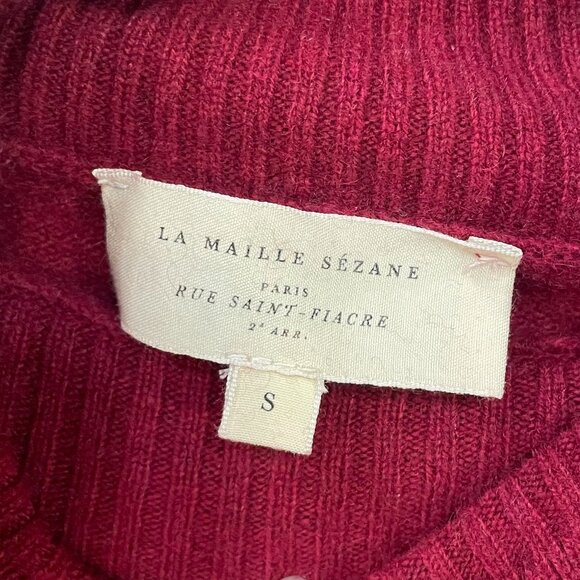 LA MAILLE SÉZANE
PARIS
RUE SAINT-FIACRE
2E ARR.
S